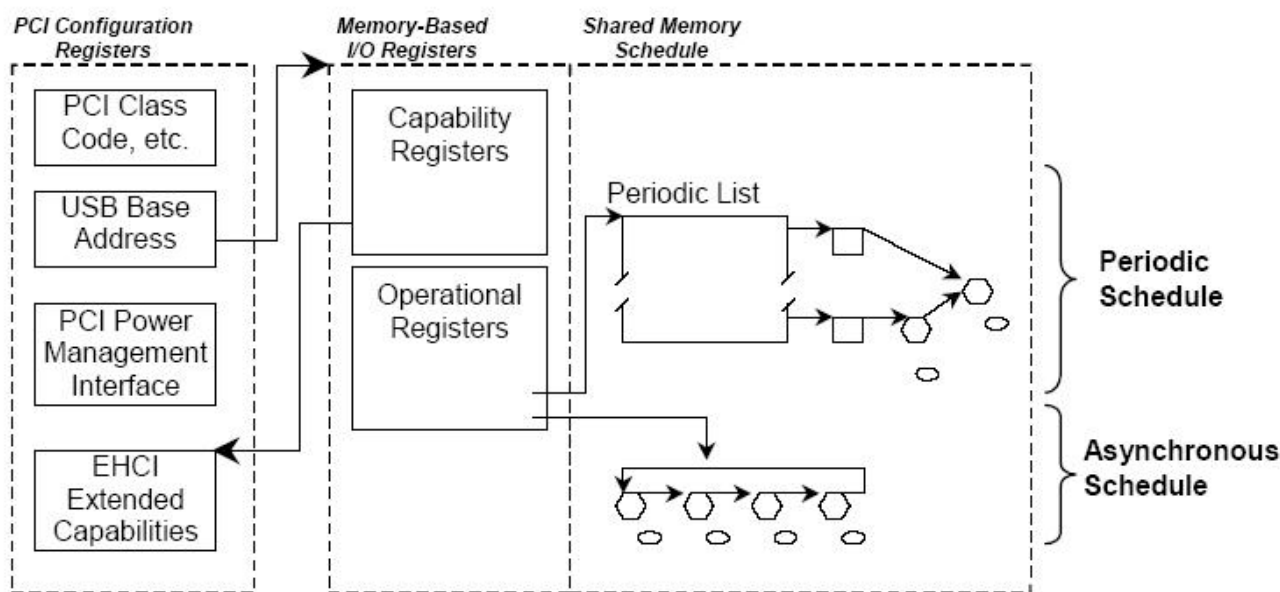 PCI Configuration
Registers
Memory-Based
I/O Registers
Shared Memory
Schedule
PCI Class
Code, etc.
USB Base
Address
PCI Power
Management
Interface
EHCI
Extended
Capabilities
Capability
Registers
Operational
Registers
Periodic List
Periodic
Schedule
Asynchronous
Schedule